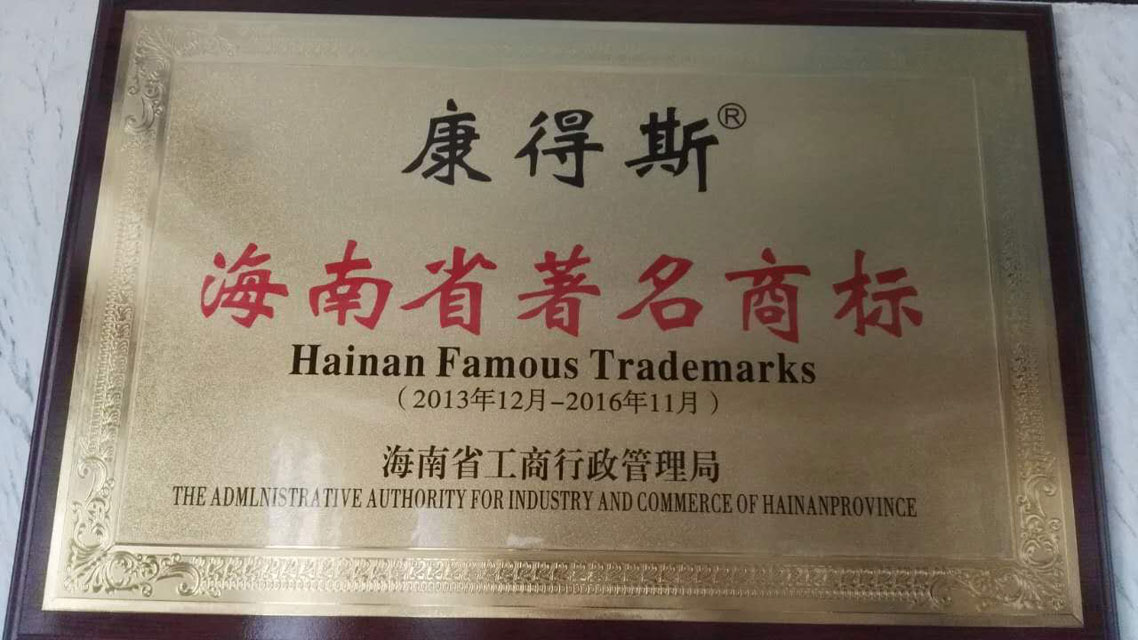 康得斯®
海南省著名商标
Hainan Famous Trademarks
（2013年12月-2016年11月）
海南省工商行政管理局
THE ADMLNISTRATIVE AUTHORITY FOR INDUSTRY AND COMMERCE OF HAINANPROVINCE